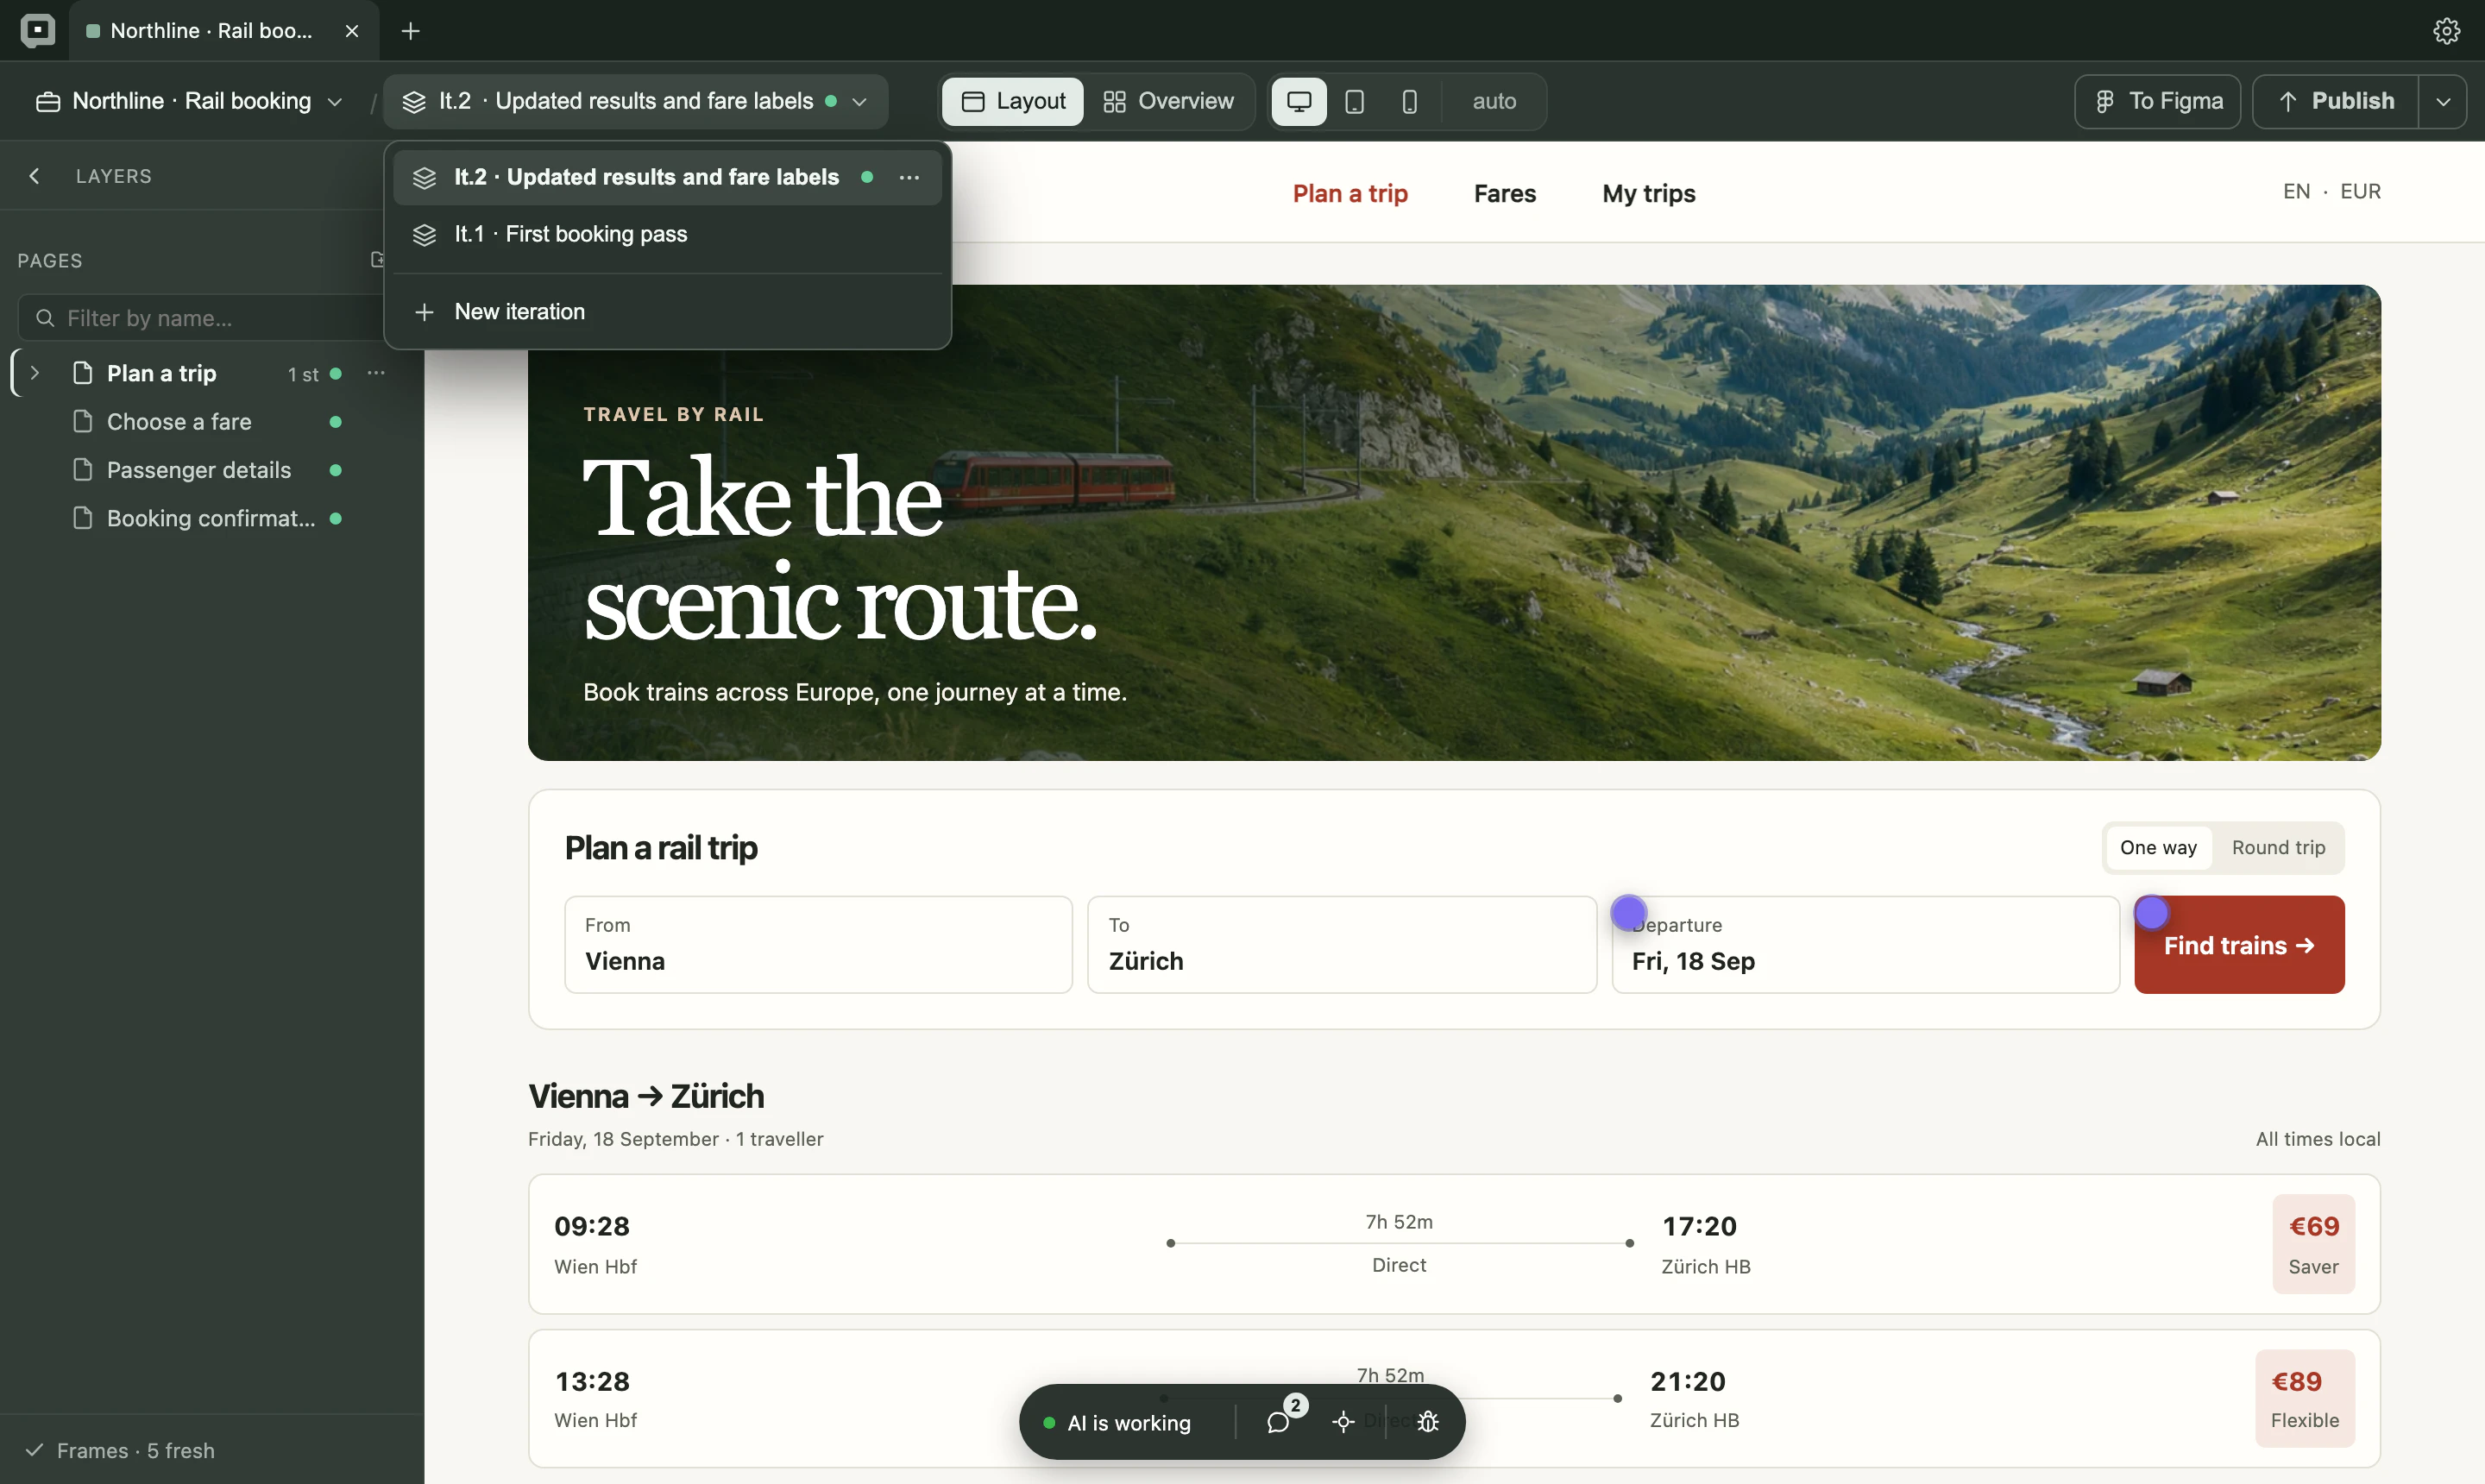 Northline · Rail boo...
Northline · Rail booking
/
It.2 · Updated results and fare labels
Layout
Overview
auto
To Figma
Publish
LAYERS
It.2 · Updated results and fare labels
It.1 · First booking pass
New iteration
Plan a trip
Fares
My trips
EN · EUR
PAGES
Filter by name...
Plan a trip
1 st
Choose a fare
Passenger details
Booking confirmat...
TRAVEL BY RAIL
Take the
scenic route.
Book trains across Europe, one journey at a time.
Plan a rail trip
One way
Round trip
From
Vienna
To
Zürich
Departure
Fri, 18 Sep
Find trains →
Vienna → Zürich
Friday, 18 September · 1 traveller
All times local
09:28
Wien Hbf
7h 52m
Direct
17:20
Zürich HB
€69
Saver
13:28
Wien Hbf
7h 52m
Direct
21:20
Zürich HB
€89
Flexible
AI is working
2
Frames · 5 fresh